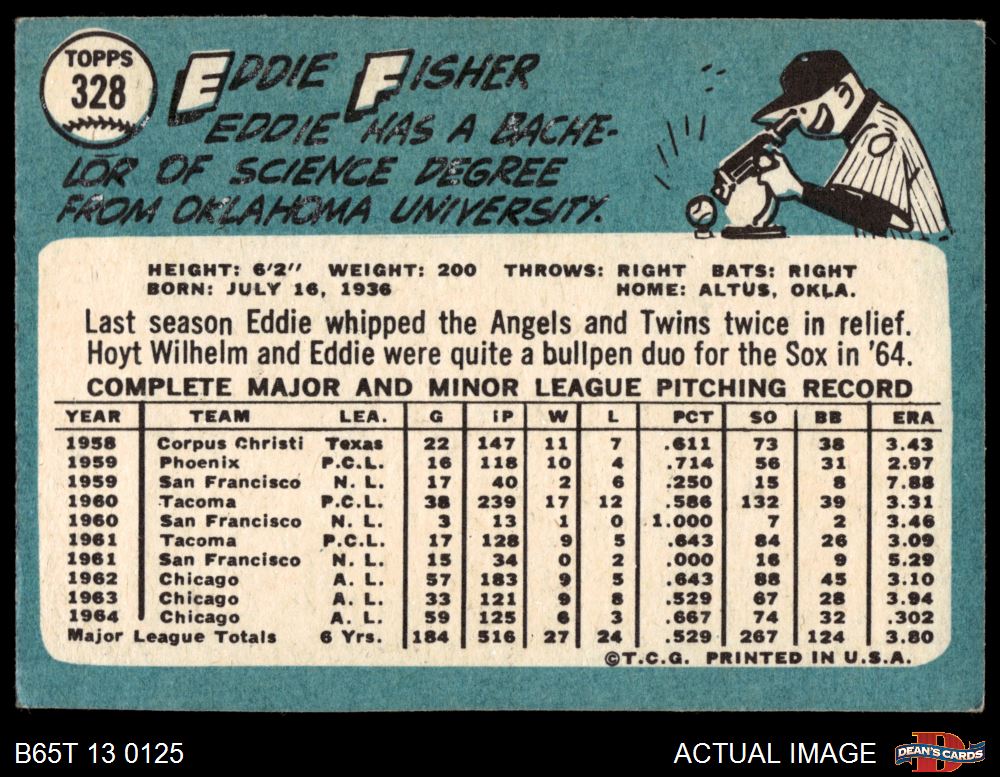 TOPPS
328
EDDIE FISHER
EDDIE HAS A BACHE-
LOR OF SCIENCE DEGREE
FROM OKLAHOMA UNIVERSITY.
HEIGHT: 6'2" WEIGHT: 200 THROWS: RIGHT BATS: RIGHT
BORN: JULY 16, 1936 HOME: ALTUS, OKLA.
Last season Eddie whipped the Angels and Twins twice in relief.
Hoyt Wilhelm and Eddie were quite a bullpen duo for the Sox in '64.
COMPLETE MAJOR AND MINOR LEAGUE PITCHING RECORD
YEAR TEAM LEA. G IP W L PCT SO BB ERA
1958 Corpus Christi Texas 22 147 11 7 .611 73 38 3.43
1959 Phoenix P.C.L. 16 118 10 4 .714 56 31 2.97
1959 San Francisco N. L. 17 40 2 6 .250 15 8 7.88
1960 Tacoma P.C.L. 38 239 17 12 .586 132 39 3.31
1960 San Francisco N. L. 3 13 1 0 1.000 7 2 3.46
1961 Tacoma P.C.L. 17 128 9 5 .643 84 26 3.09
1961 San Francisco N. L. 15 34 0 2 .000 16 9 5.29
1962 Chicago A. L. 57 183 9 5 .643 88 45 3.10
1963 Chicago A. L. 33 121 9 8 .529 67 28 3.94
1964 Chicago A. L. 59 125 6 3 .667 74 32 .302
Major League Totals 6 Yrs. 184 516 27 24 .529 267 124 3.80
©T.C.G. PRINTED IN U.S.A.
B65T 13 0125 ACTUAL IMAGE D DEAN'S CARDS